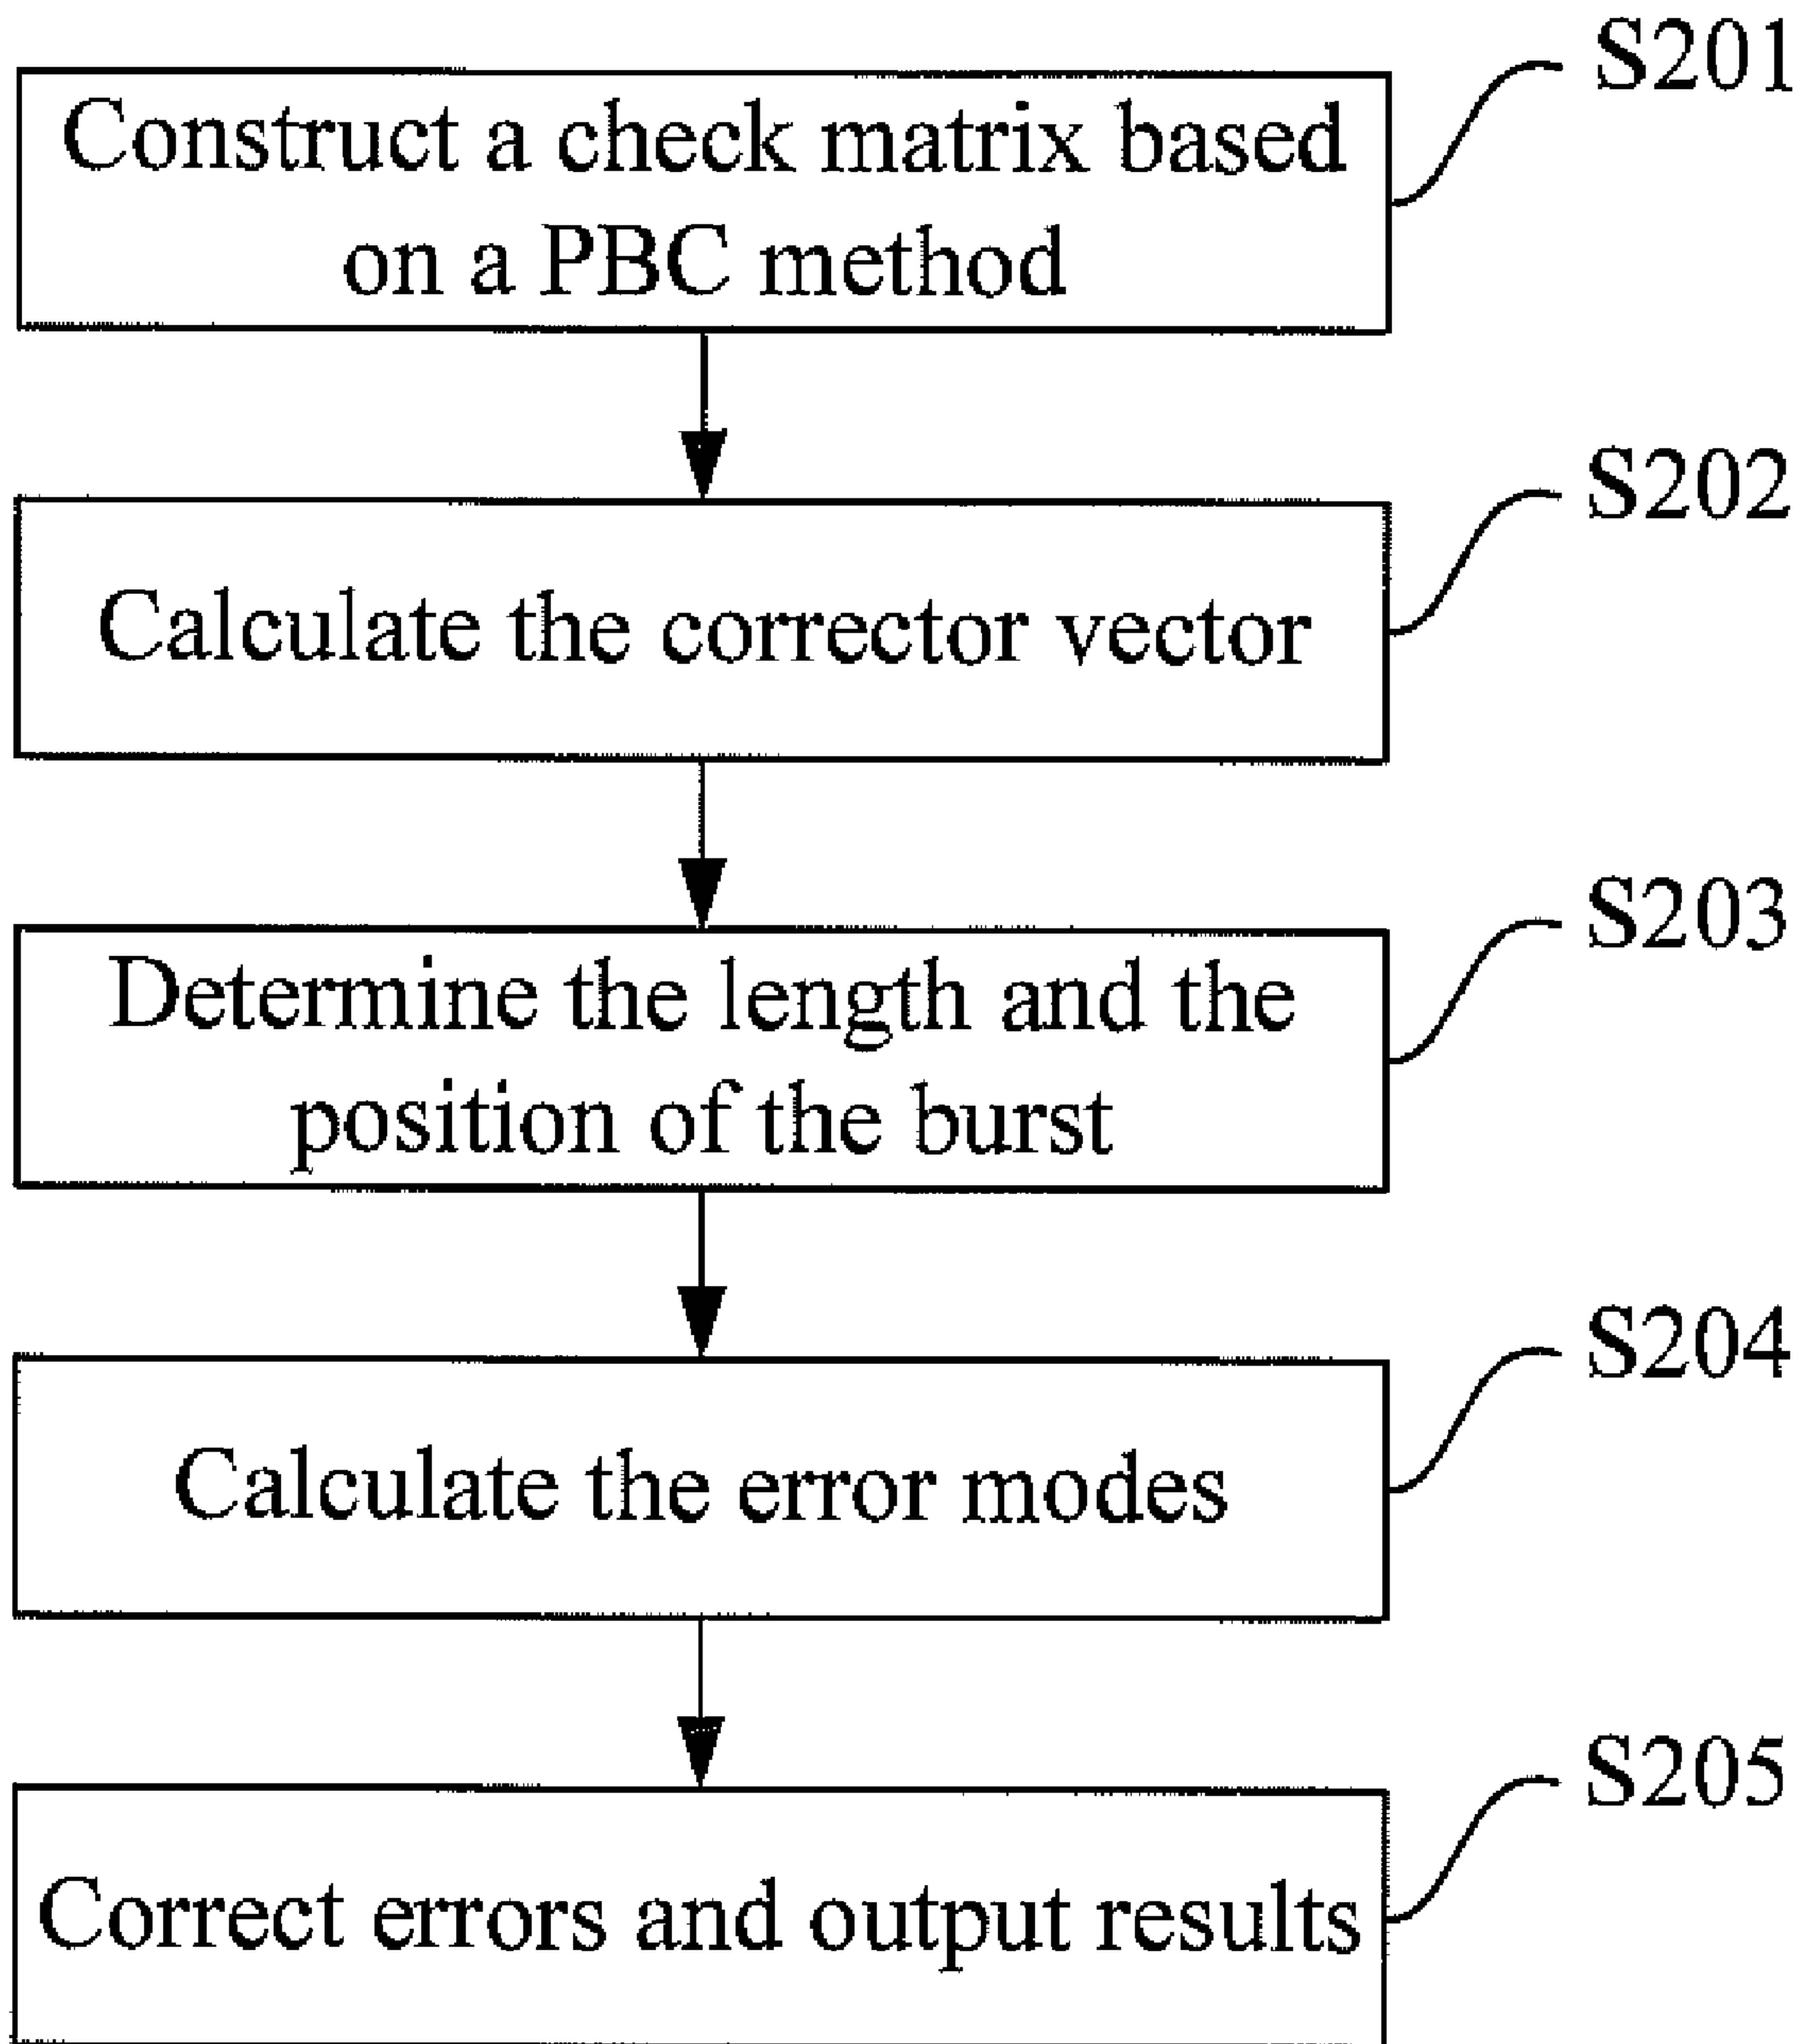 S201
Construct a check matrix based
on a PBC method
S202
Calculate the corrector vector
S203
Determine the length and the
position of the burst
S204
Calculate the error modes
S205
Correct errors and output results